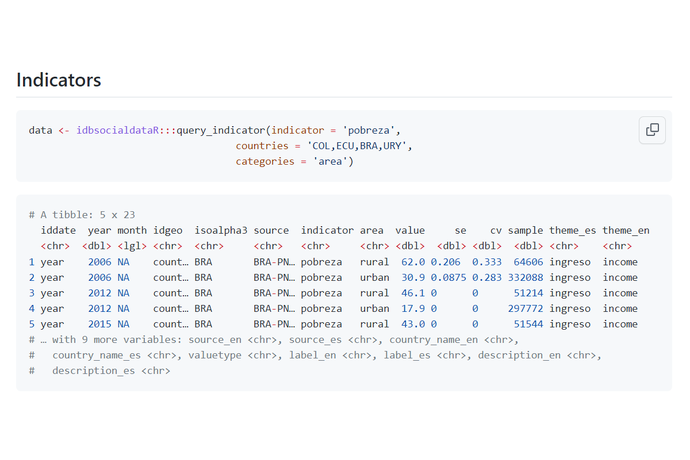 Indicators
data <- idbsocialdataR:::query_indicator(indicator = 'pobreza',
countries = 'COL,ECU,BRA,URY',
categories = 'area')
# A tibble: 5 x 23
iddate year month idgeo isoalpha3 source indicator area value se cv sample theme_es theme_en
<chr> <dbl> <lgl> <chr> <chr> <chr> <chr> <chr> <dbl> <dbl> <dbl> <dbl> <chr> <chr>
1 year 2006 NA count… BRA BRA-PN… pobreza rural 62.0 0.206 0.333 64606 ingreso income
2 year 2006 NA count… BRA BRA-PN… pobreza urban 30.9 0.0875 0.283 332088 ingreso income
3 year 2012 NA count… BRA BRA-PN… pobreza rural 46.1 0 0 51214 ingreso income
4 year 2012 NA count… BRA BRA-PN… pobreza urban 17.9 0 0 297772 ingreso income
5 year 2015 NA count… BRA BRA-PN… pobreza rural 43.0 0 0 51544 ingreso income
# … with 9 more variables: source_en <chr>, source_es <chr>, country_name_en <chr>,
# country_name_es <chr>, valuetype <chr>, label_en <chr>, label_es <chr>, description_en <chr>,
# description_es <chr>